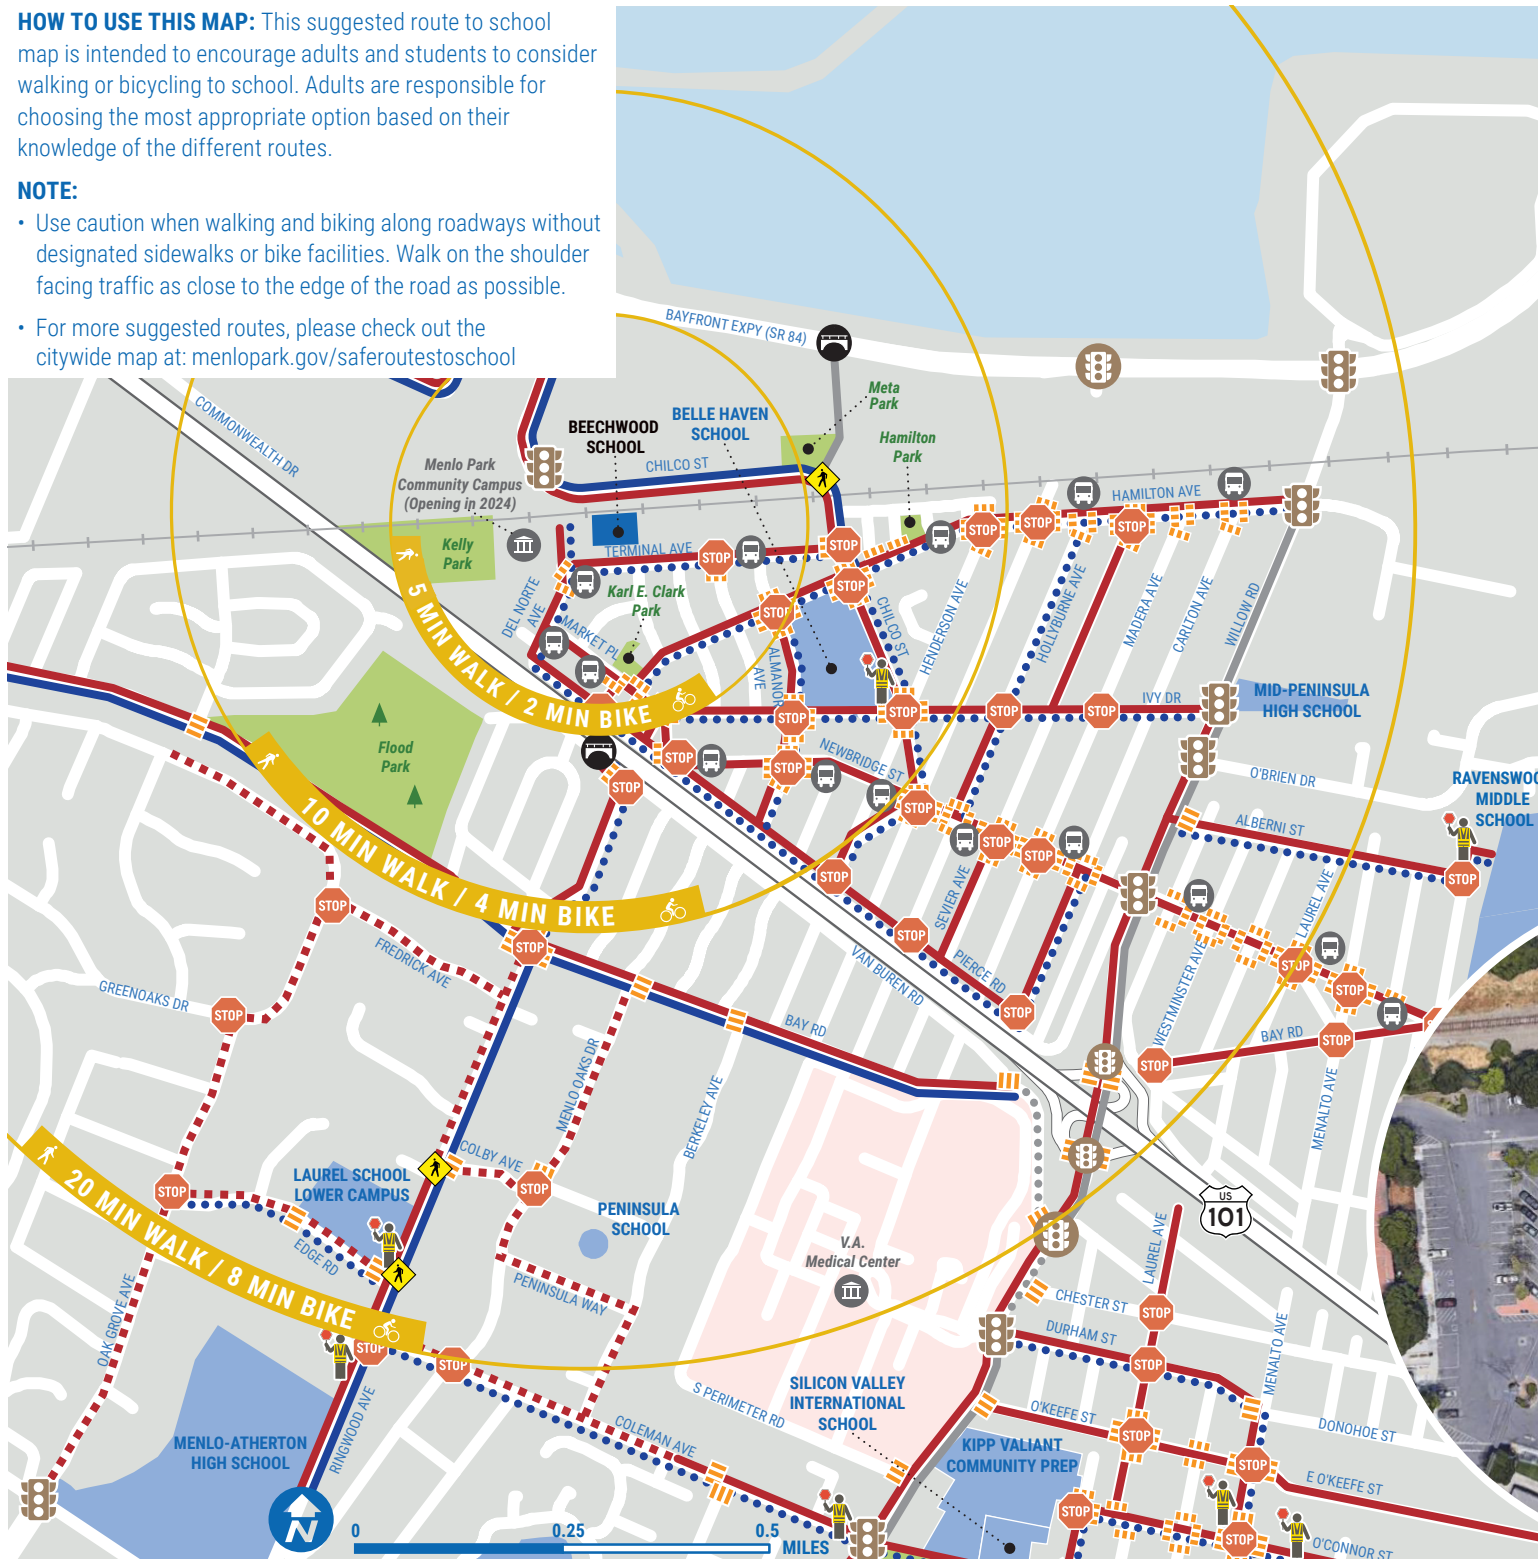 HOW TO USE THIS MAP: This suggested route to school
map is intended to encourage adults and students to consider
walking or bicycling to school. Adults are responsible for
choosing the most appropriate option based on their
knowledge of the different routes.
NOTE:
• Use caution when walking and biking along roadways without
designated sidewalks or bike facilities. Walk on the shoulder
facing traffic as close to the edge of the road as possible.
• For more suggested routes, please check out the
citywide map at: menlopark.gov/saferoutestoschool
BAYFRONT EXPY (SR 84)
COMMONWEALTH DR
Meta
Park
BELLE HAVEN
SCHOOL
BEECHWOOD
SCHOOL
Hamilton
Park
Menlo Park
Community Campus
(Opening in 2024)
CHILCO ST
HAMILTON AVE
Kelly
Park
TERMINAL AVE
STOP
STOP
STOP
STOP
STOP
STOP
DEL NORTE
AVE
Karl E. Clark
Park
STOP
STOP
MARKET PL
ALMANOR
AVE
CHILCO ST
HENDERSON AVE
HOLLYBURNE AVE
MADERA AVE
CARLTON AVE
WILLOW RD
5 MIN WALK / 2 MIN BIKE
STOP
STOP
STOP
STOP
IVY DR
MID-PENINSULA
HIGH SCHOOL
Flood
Park
STOP
STOP
NEWBRIDGE ST
STOP
STOP
O'BRIEN DR
RAVENSWOO
MIDDLE
SCHOOL
ALBERNI ST
10 MIN WALK / 4 MIN BIKE
STOP
STOP
STOP
STOP
STOP
STOP
STOP
FREDRICK AVE
SEVIER AVE
LAUREL AVE
GREENOAKS DR
STOP
VAN BUREN RD
PIERCE RD
STOP
WESTMINSTER AVE
STOP
STOP
BAY RD
BAY RD
STOP
STOP
MENLO OAKS DR
BERKELEY AVE
MENALTO AVE
COLBY AVE
LAUREL SCHOOL
LOWER CAMPUS
STOP
STOP
PENINSULA
SCHOOL
US
101
20 MIN WALK / 8 MIN BIKE
EDGE RD
V.A.
Medical Center
LAUREL AVE
PENINSULA WAY
CHESTER ST
STOP
OAK GROVE AVE
DURHAM ST
STOP
STOP
STOP
MENALTO AVE
S PERIMETER RD
SILICON VALLEY
INTERNATIONAL
SCHOOL
RINGWOOD AVE
COLEMAN AVE
O'KEEFE ST
DONOHOE ST
MENLO-ATHERTON
HIGH SCHOOL
KIPP VALIANT
COMMUNITY PREP
STOP
STOP
E O'KEEFE ST
STOP
STOP
O'CONNOR ST
N
0
0.25
0.5
MILES